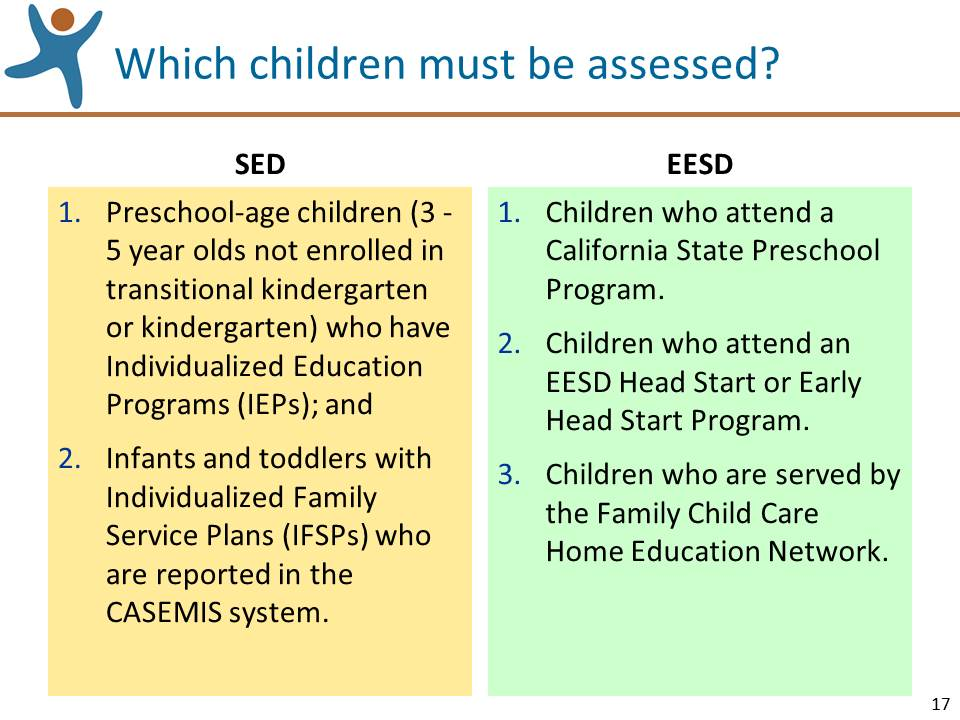 Which children must be assessed?
SED
1. Preschool-age children (3 -
5 year olds not enrolled in
transitional kindergarten
or kindergarten) who have
Individualized Education
Programs (IEPs); and
2. Infants and toddlers with
Individualized Family
Service Plans (IFSPs) who
are reported in the
CASEMIS system.
EESD
1. Children who attend a
California State Preschool
Program.
2. Children who attend an
EESD Head Start or Early
Head Start Program.
3. Children who are served by
the Family Child Care
Home Education Network.
17